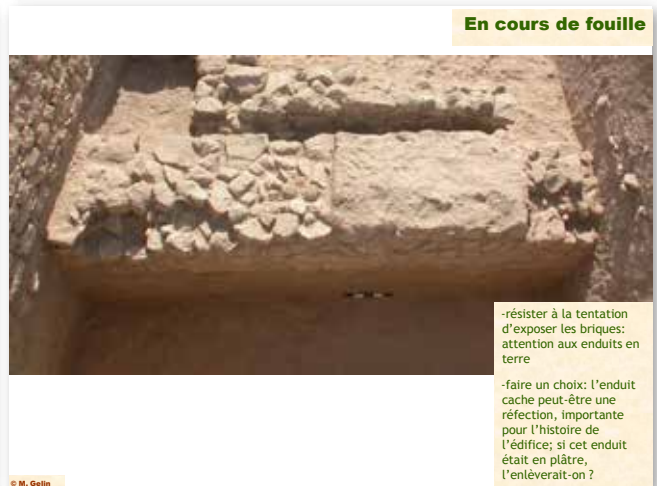 En cours de fouille
-résister à la tentation
d’exposer les briques:
attention aux enduits en
terre
-faire un choix: l’enduit
cache peut-être une
réfection, importante
pour l’histoire de
l’édifice; si cet enduit
était en plâtre,
l’enlèverait-on ?
© M. Gelin